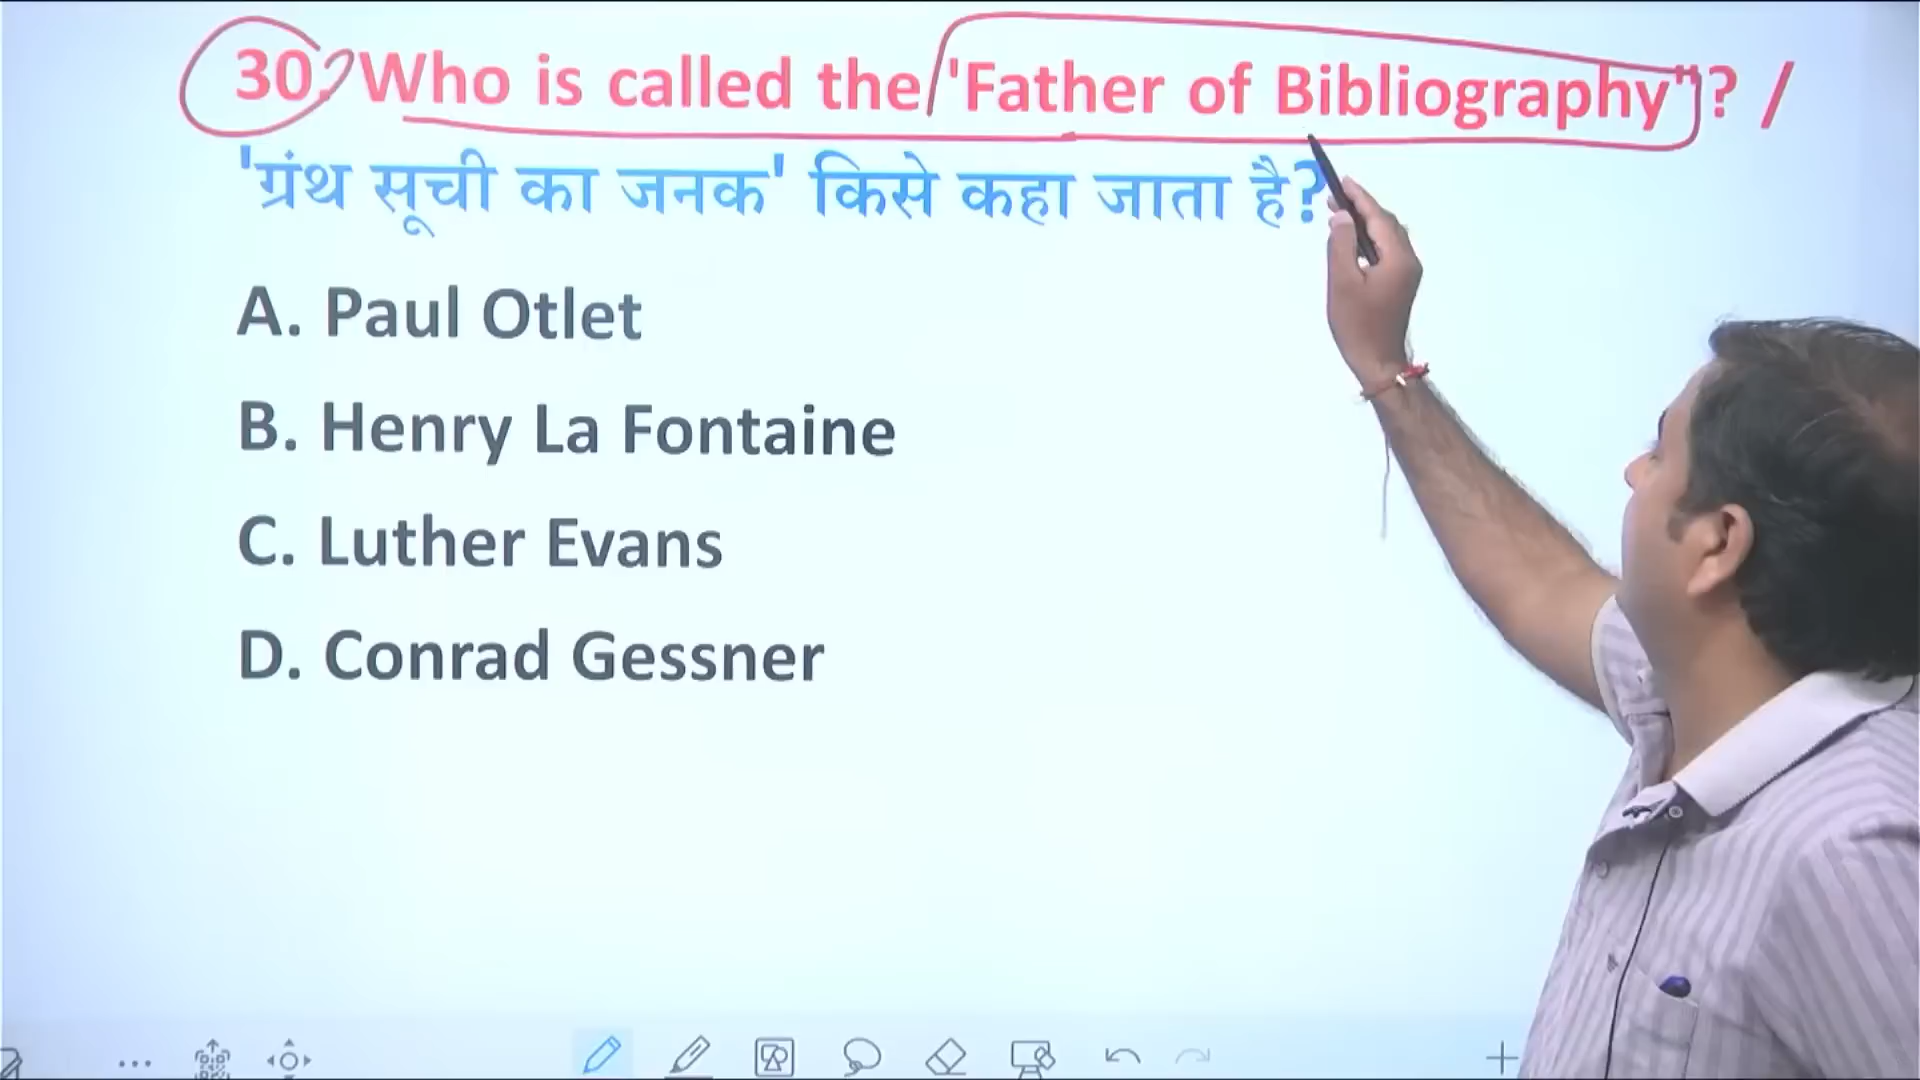 30. Who is called the 'Father of Bibliography"? /
'ग्रंथ सूची का जनक' किसे कहा जाता है?
A. Paul Otlet
B. Henry La Fontaine
C. Luther Evans
D. Conrad Gessner